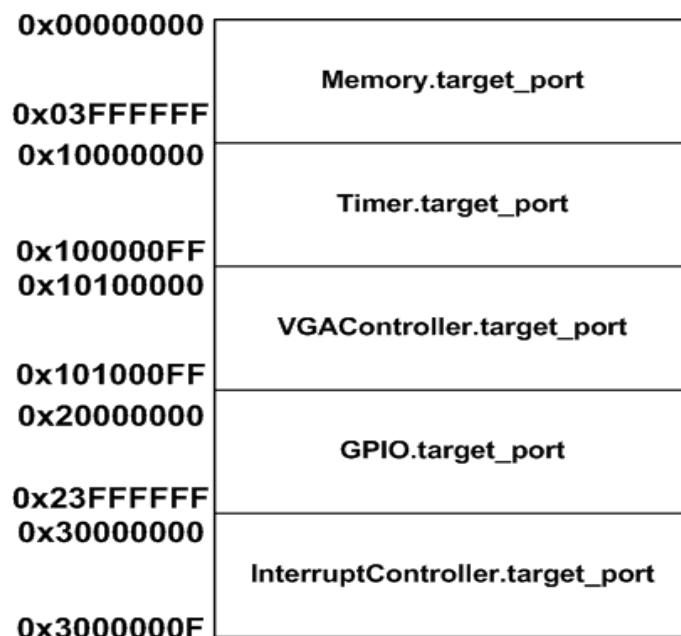 0x00000000
Memory.target_port
0x03FFFFFF
0x10000000
Timer.target_port
0x100000FF
0x10100000
VGAController.target_port
0x101000FF
0x20000000
GPIO.target_port
0x23FFFFFF
0x30000000
InterruptController.target_port
0x3000000F